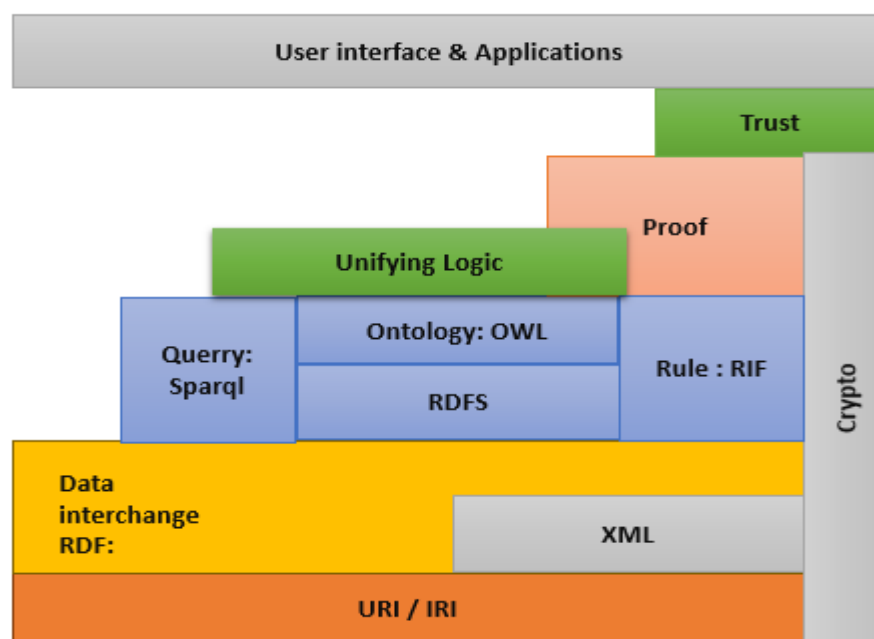 User interface & Applications
Trust
Proof
Unifying Logic
Querry:
Sparql
Ontology: OWL
RDFS
Rule : RIF
Crypto
Data
interchange
RDF:
XML
URI / IRI